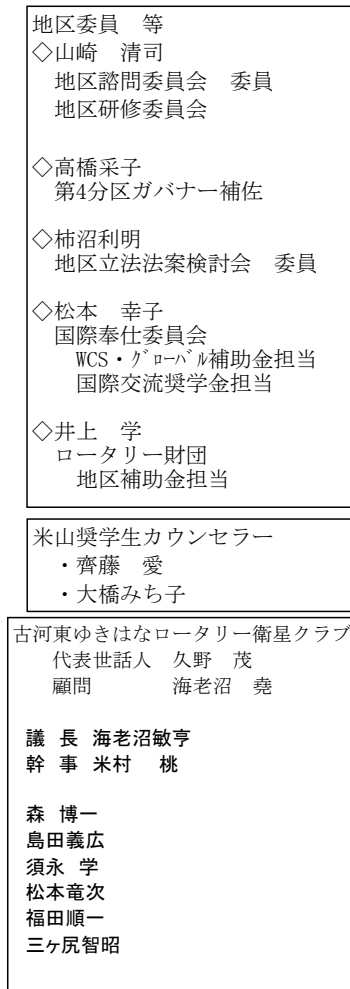 地区委員　等
◇山崎　清司
地区諮問委員会　委員
地区研修委員会
◇高橋采子
第4分区ガバナー補佐
◇柿沼利明
地区立法法案検討会　委員
◇松本　幸子
国際奉仕委員会
WCS・ｸﾞﾛｰﾊﾞﾙ補助金担当
国際交流奨学金担当
◇井上　学
ロータリー財団
地区補助金担当
米山奨学生カウンセラー
・齊藤　愛
・大橋みち子
古河東ゆきはなロータリー衛星クラブ
代表世話人　久野　茂
顧問　　　　海老沼　堯
議　長 海老沼敏亨
幹　事 米村　桃
森　博一
島田義広
須永　学
松本竜次
福田順一
三ヶ尻智昭